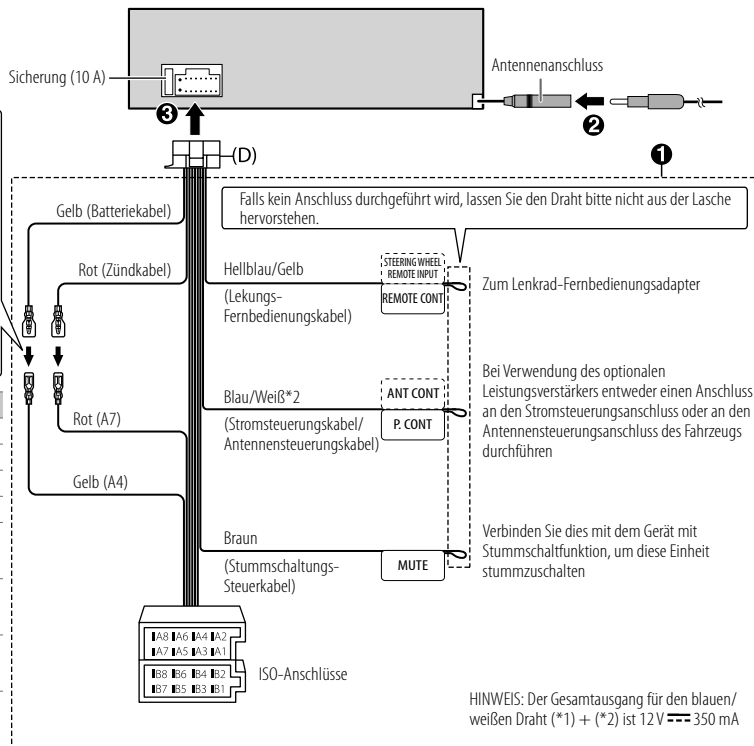 Sicherung (10 A)
Antennenanschluss
❸
❷
(D)
❶
Falls kein Anschluss durchgeführt wird, lassen Sie den Draht bitte nicht aus der Lasche
hervorstehen.
Gelb (Batteriekabel)
Rot (Zündkabel)
Hellblau/Gelb
(Lekungs-
Fernbedienungskabel)
STEERING WHEEL
REMOTE INPUT
REMOTE CONT
Zum Lenkrad-Fernbedienungsadapter
Blau/Weiß*2
(Stromsteuerungskabel/
Antennensteuerungskabel)
ANT CONT
P. CONT
Bei Verwendung des optionalen
Leistungsverstärkers entweder einen Anschluss
an den Stromsteuerungsanschluss oder an den
Antennensteuerungsanschluss des Fahrzeugs
durchführen
Rot (A7)
Gelb (A4)
Braun
(Stummschaltungs-
Steuerkabel)
MUTE
Verbinden Sie dies mit dem Gerät mit
Stummschaltfunktion, um diese Einheit
stummzuschalten
A8 A6 A4 A2
A7 A5 A3 A1
B8 B6 B4 B2
B7 B5 B3 B1
ISO-Anschlüsse
HINWEIS: Der Gesamtausgang für den blauen/
weißen Draht (*1) + (*2) ist 12 V ⎓ 350 mA